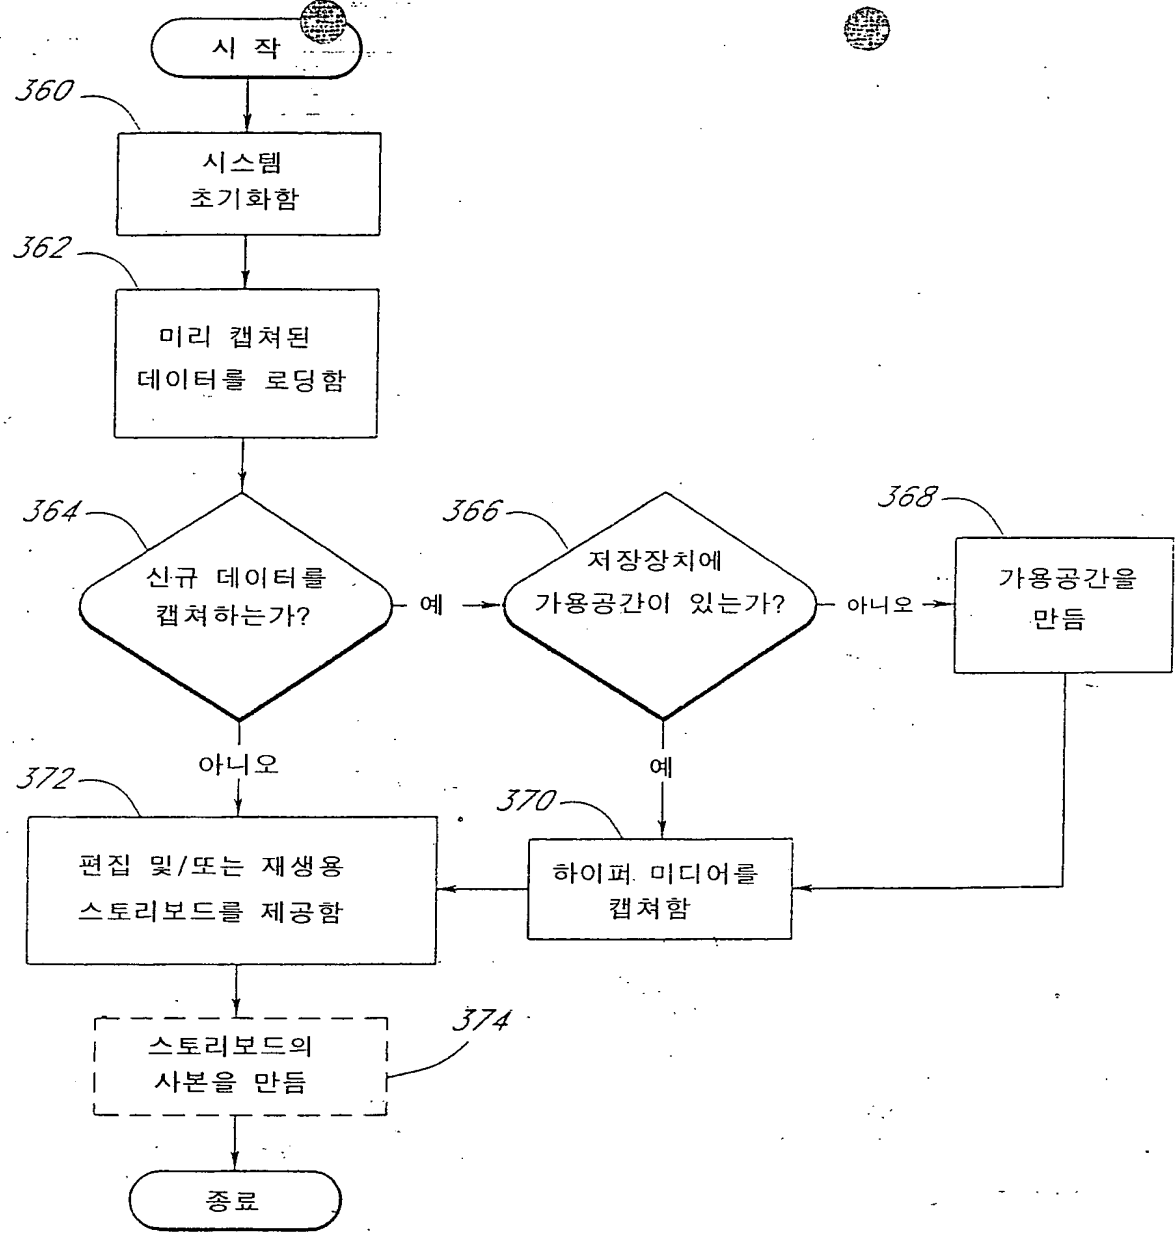 시 작
360
시스템
초기화함
362
미리 캡쳐된
데이터를 로딩함
364
신규 데이터를
캡쳐하는가?
예
366
저장장치에
가용공간이 있는가?
아니오
368
가용공간을
만듬
아니오
예
372
편집 및/또는 재생용
스토리보드를 제공함
370
하이퍼 미디어를
캡쳐함
374
스토리보드의
사본을 만듬
종료